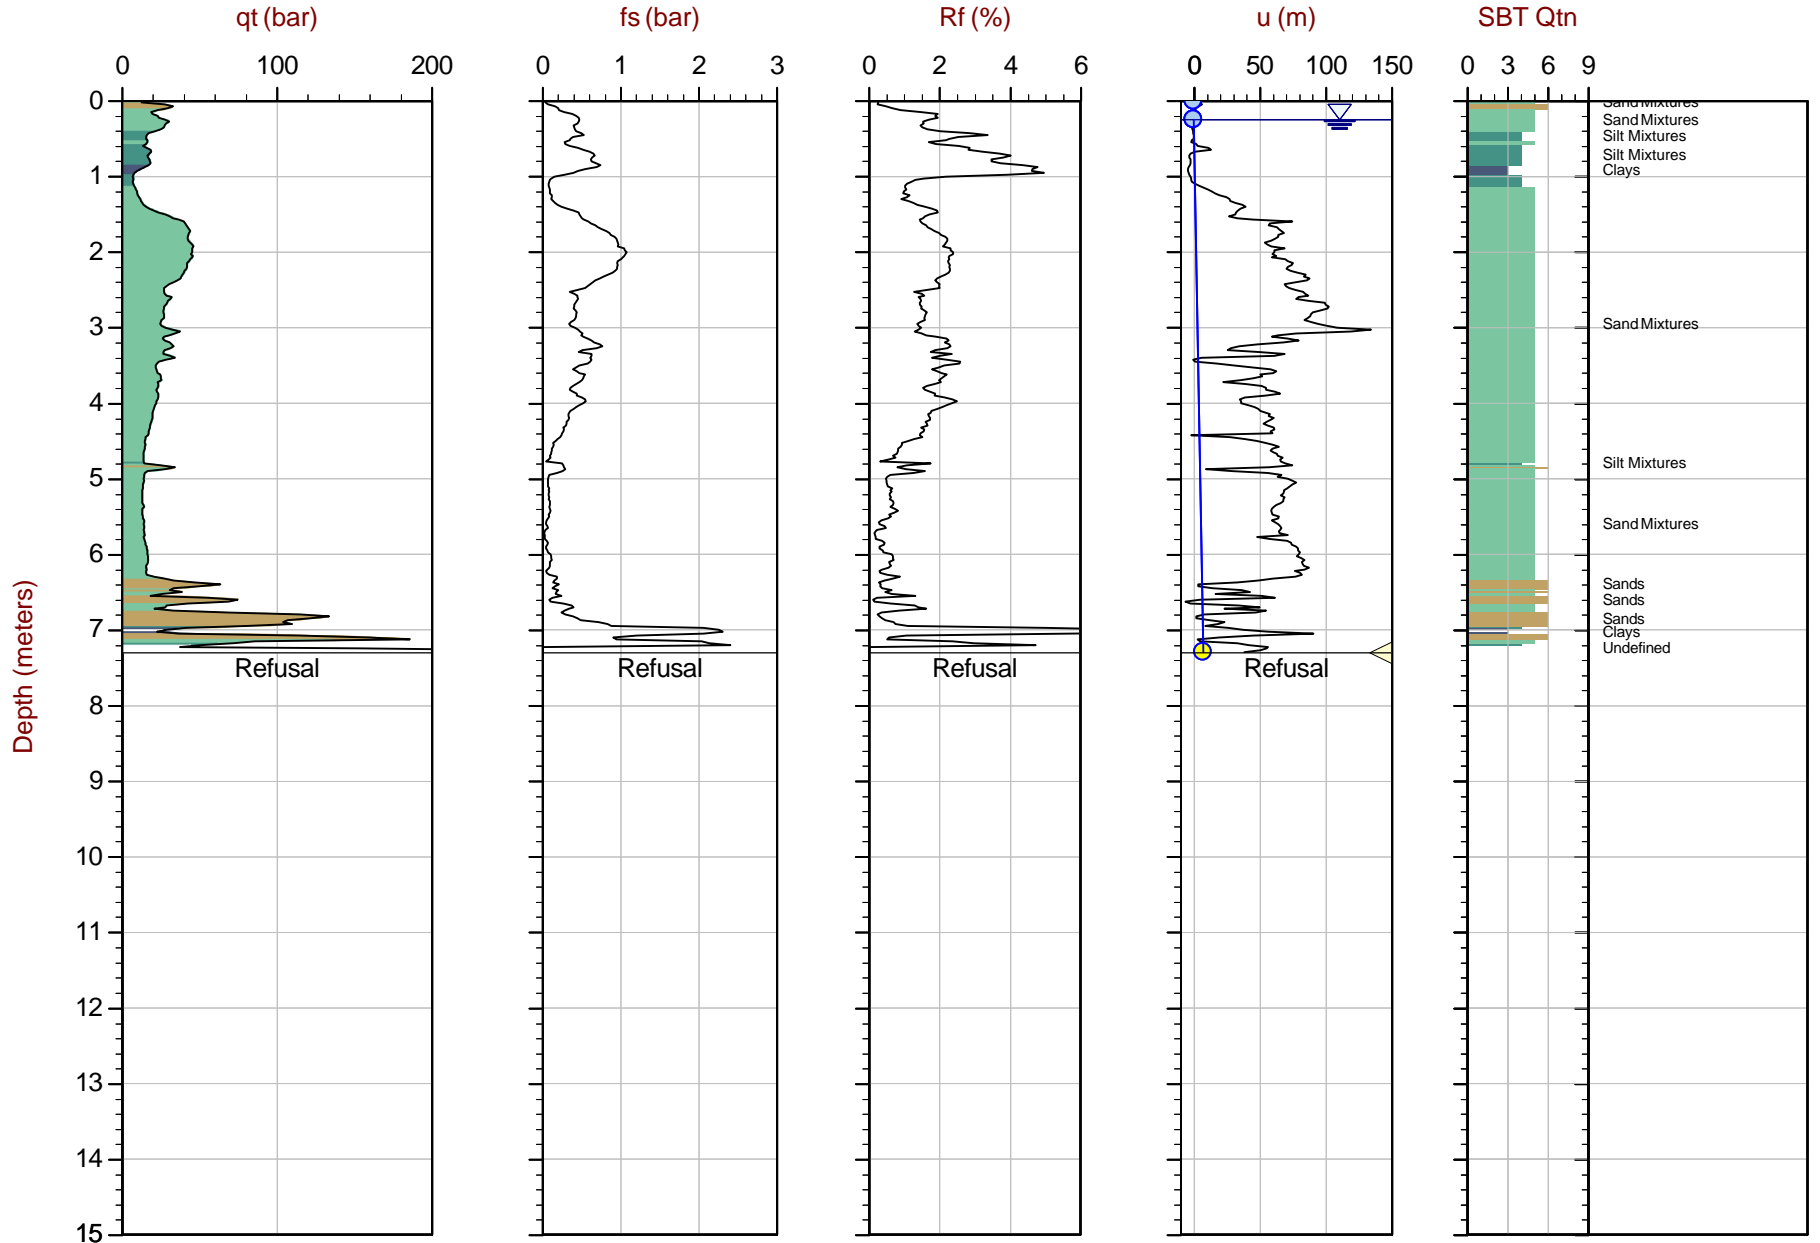 qt (bar) fs (bar) Rf (%) u (m) SBT Qtn
0 100 200 0 1 2 3 0 2 4 6 0 50 100 150 0 3 6 9
0
Sand Mixtures
Sand Mixtures
Silt Mixtures
Silt Mixtures
Clays
1
2
3
Sand Mixtures
4
Silt Mixtures
5
Sand Mixtures
6
Sands
Sands
Sands
7
Clays
Undefined
Refusal Refusal Refusal Refusal
Depth (meters)
8
9
10
11
12
13
14
15